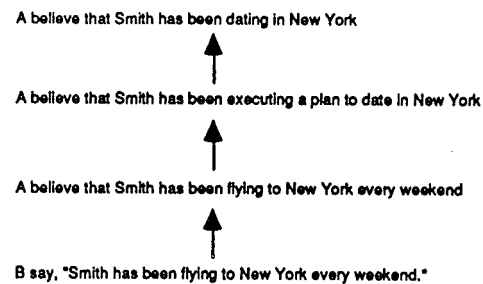 A believe that Smith has been dating in New York
A believe that Smith has been executing a plan to date in New York
A believe that Smith has been flying to New York every weekend
B say, "Smith has been flying to New York every weekend."